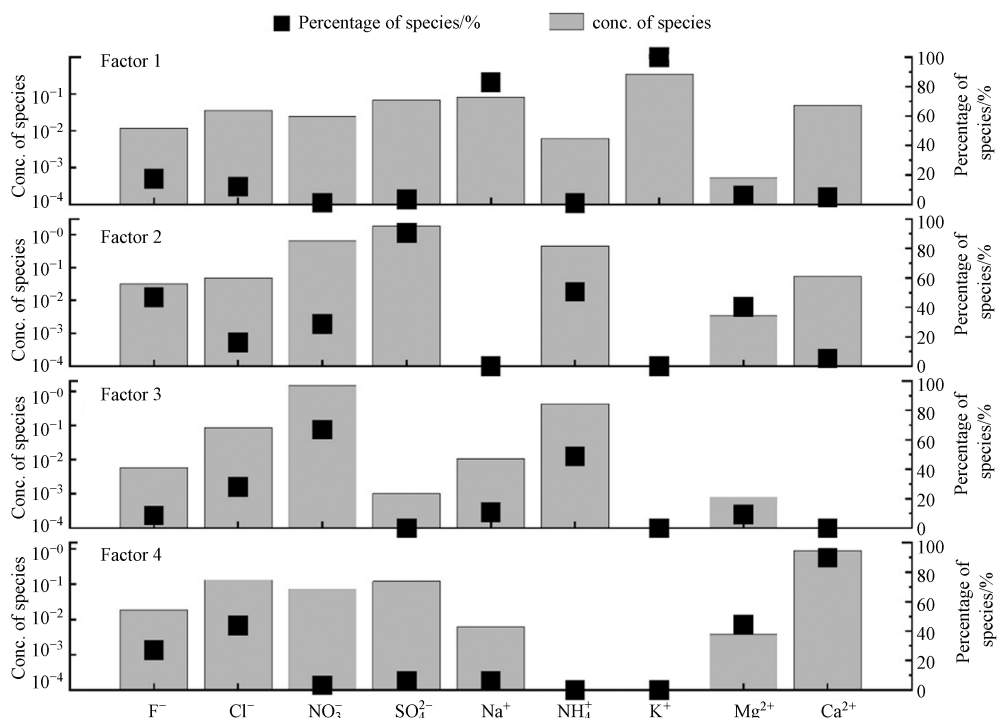 Percentage of species/% conc. of species
Factor 1
Conc. of species
10⁻¹
10⁻²
10⁻³
10⁻⁴
100
80
60
40
20
0
Percentage of
species/%
Factor 2
Conc. of species
10⁻⁰
10⁻¹
10⁻²
10⁻³
10⁻⁴
100
80
60
40
20
0
Percentage of
species/%
Factor 3
Conc. of species
10⁻⁰
10⁻¹
10⁻²
10⁻³
10⁻⁴
100
80
60
40
20
0
Percentage of
species/%
Factor 4
Conc. of species
10⁻⁰
10⁻¹
10⁻²
10⁻³
10⁻⁴
100
80
60
40
20
0
Percentage of
species/%
F⁻ Cl⁻ NO₃⁻ SO₄²⁻ Na⁺ NH₄⁺ K⁺ Mg²⁺ Ca²⁺